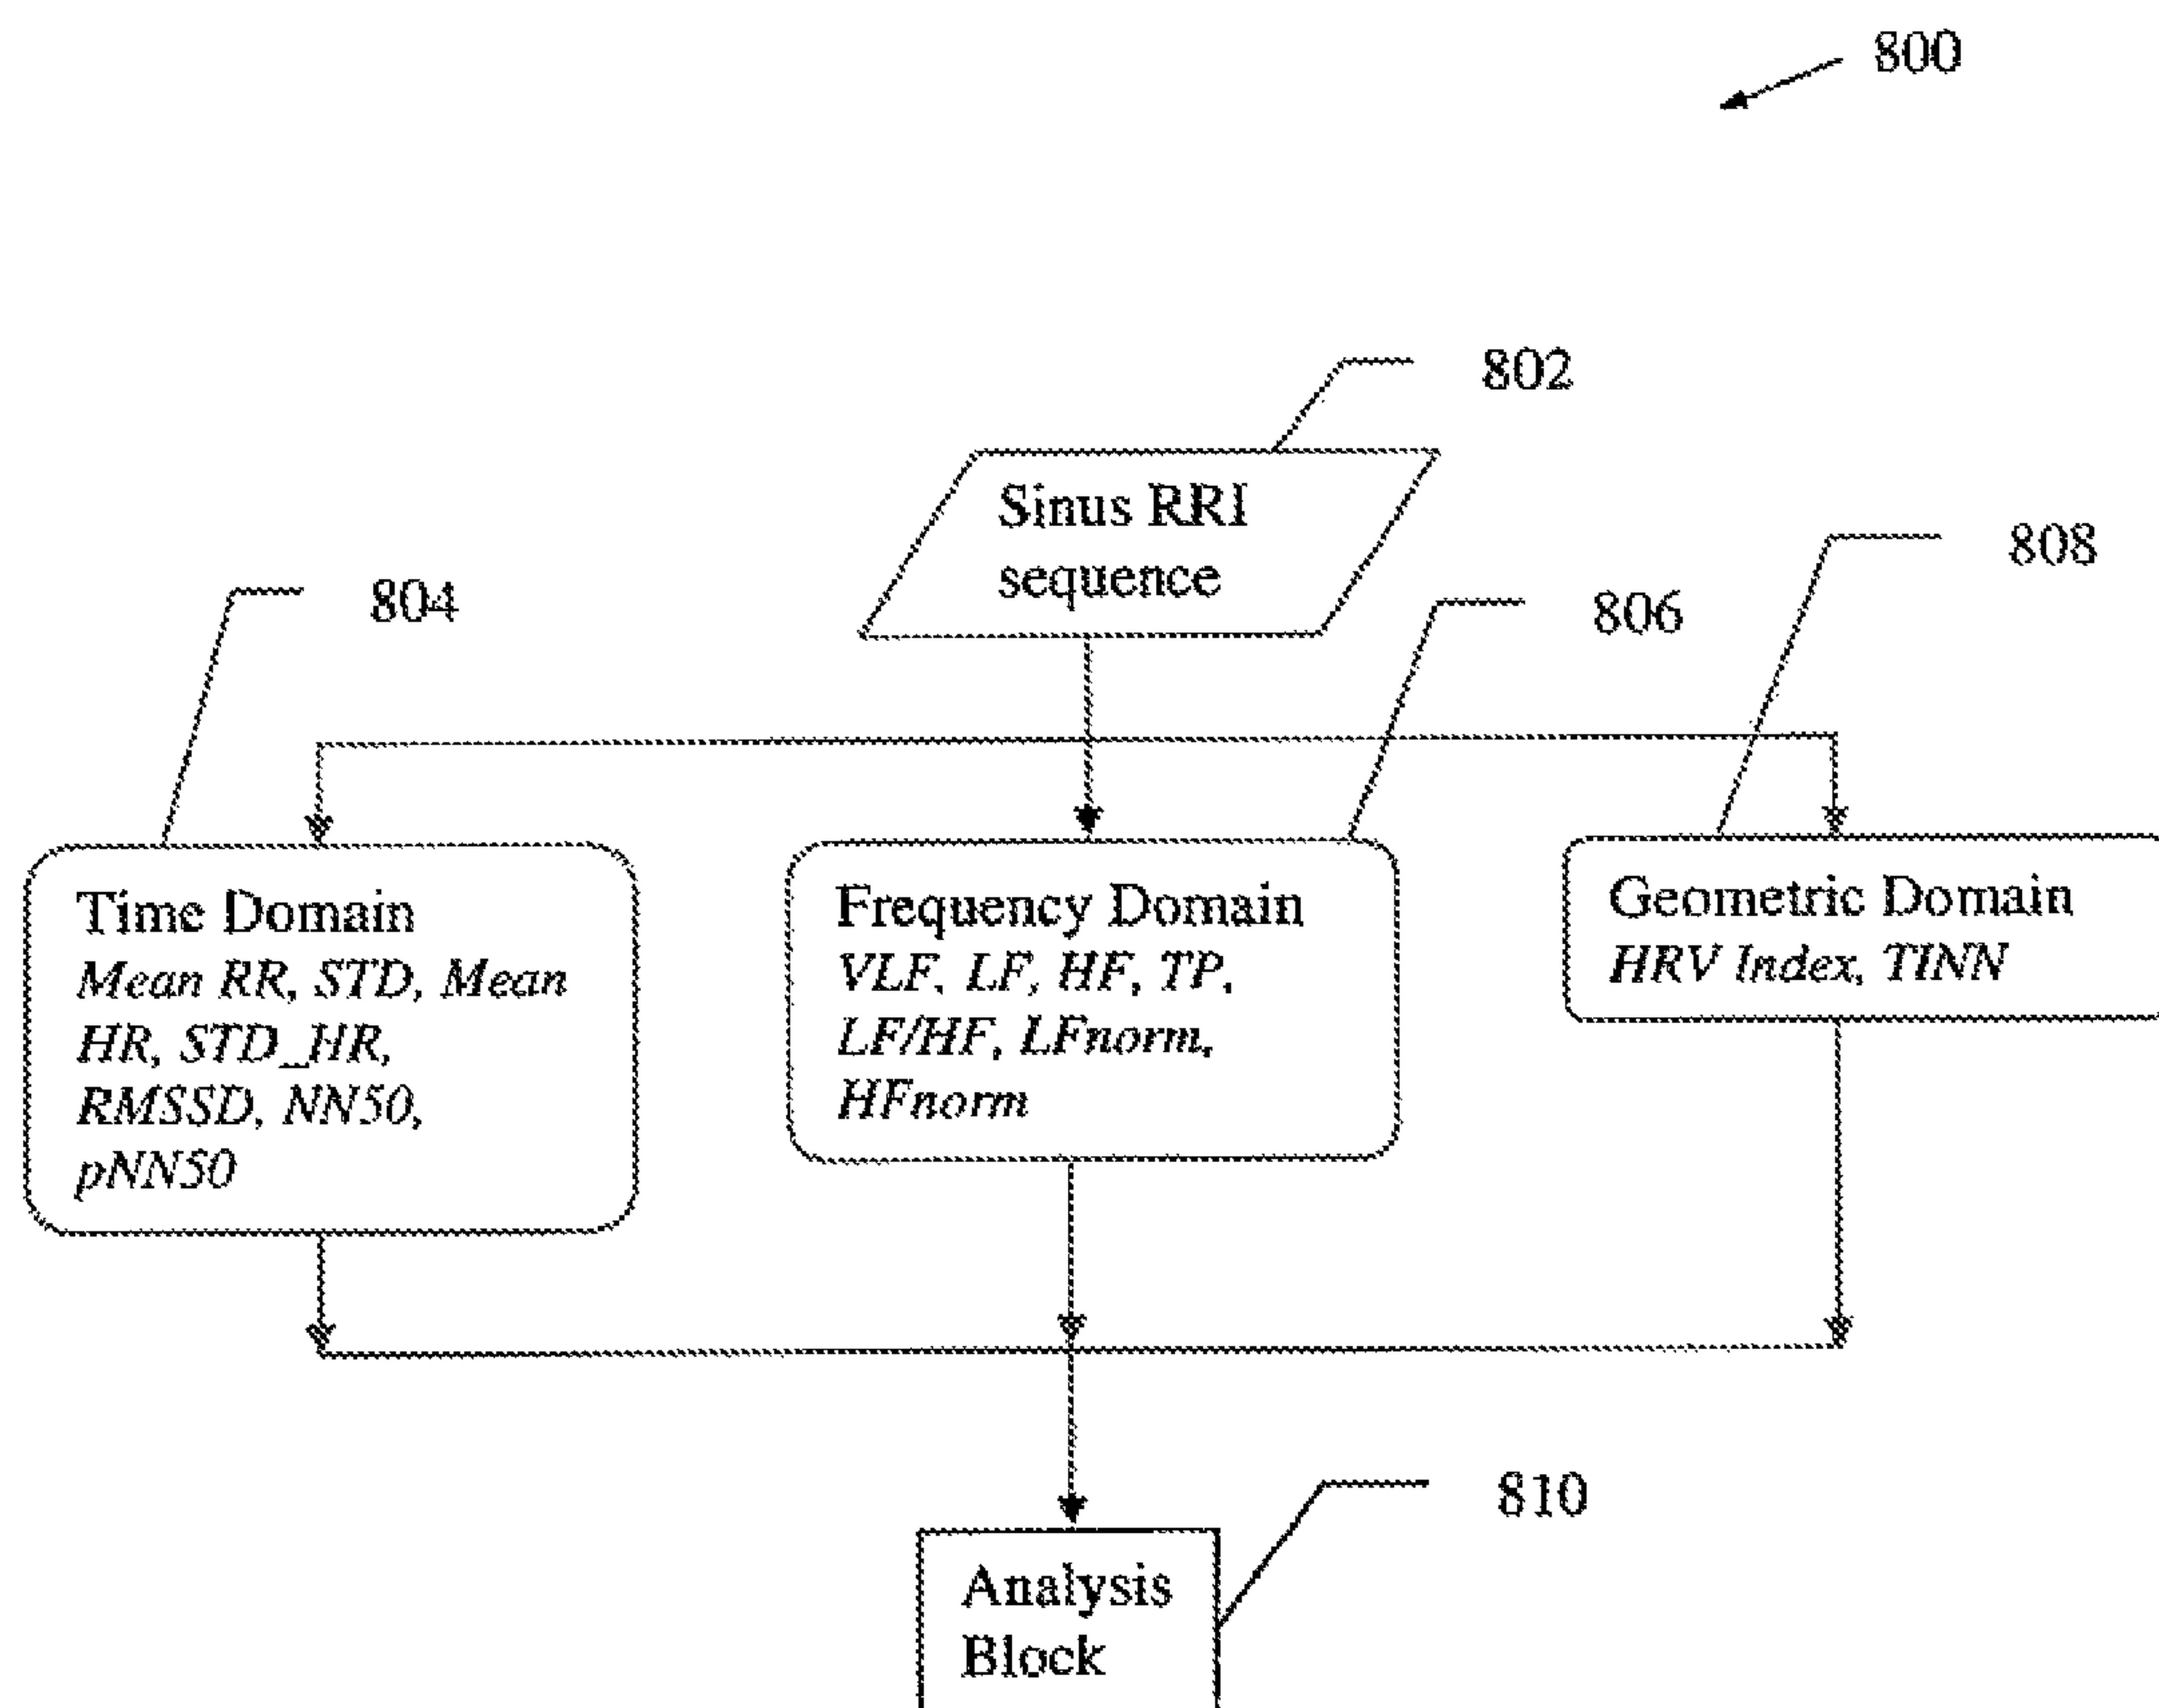 800
802
Sinus RRI
sequence
808
804
806
Time Domain
Mean RR, STD, Mean
HR, STD_HR,
RMSSD, NN50,
pNN50
Frequency Domain
VLF, LF, HF, TP,
LF/HF, LFnorm,
HFnorm
Geometric Domain
HRV Index, TINN
810
Analysis
Block